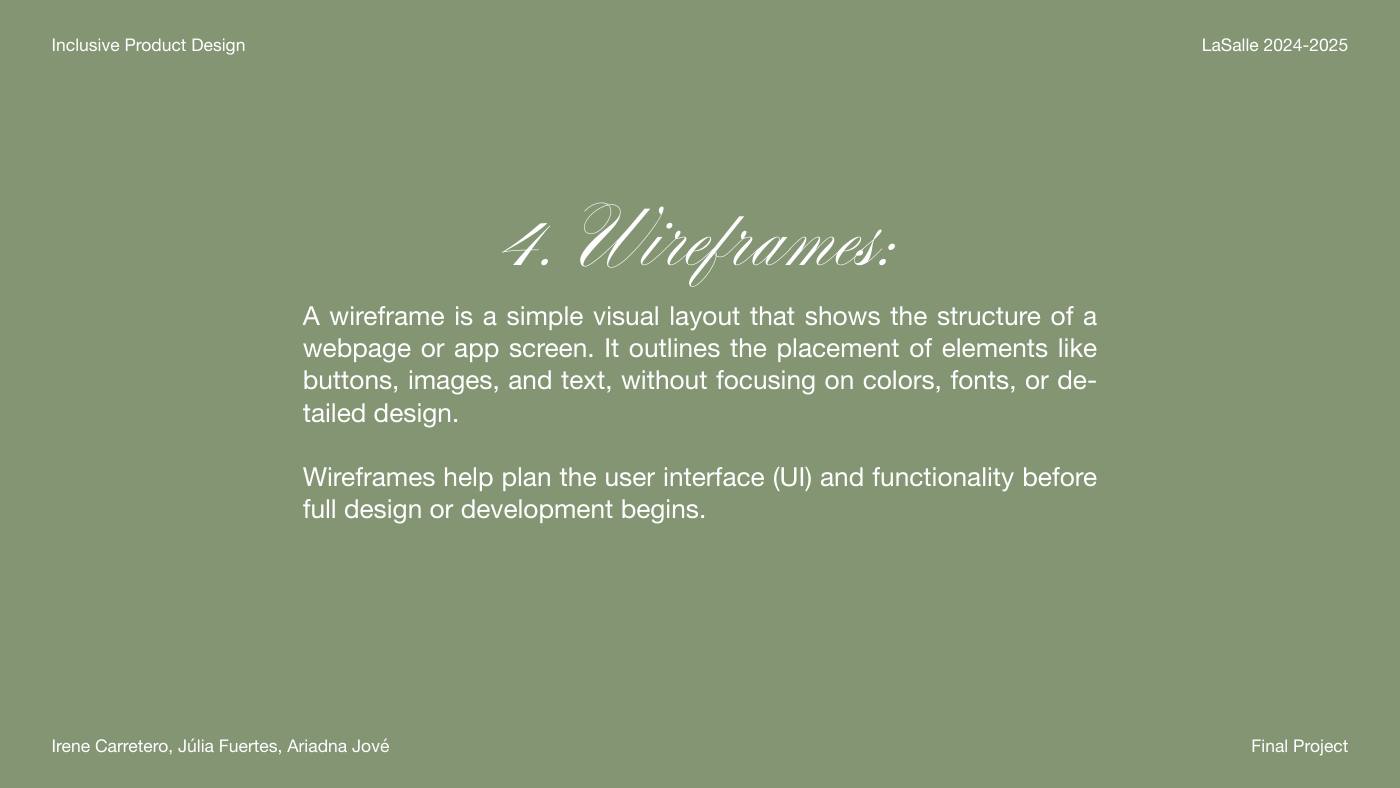 Inclusive Product Design
LaSalle 2024-2025
4. Wireframes:
A wireframe is a simple visual layout that shows the structure of a
webpage or app screen. It outlines the placement of elements like
buttons, images, and text, without focusing on colors, fonts, or de-
tailed design.
Wireframes help plan the user interface (UI) and functionality before
full design or development begins.
Irene Carretero, Júlia Fuertes, Ariadna Jové
Final Project